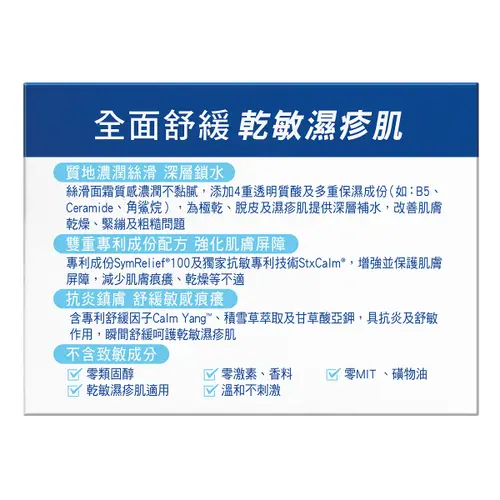 全面舒緩 乾敏濕疹肌
質地濃潤絲滑 深層鎖水
絲滑面霜質感濃潤不黏膩，添加4重透明質酸及多重保濕成份（如：B5、
Ceramide、角鯊烷），為極乾、脫皮及濕疹肌提供深層補水，改善肌膚
乾燥、緊繃及粗糙問題
雙重專利成份配方 強化肌膚屏障
專利成份SymRelief®100及獨家抗敏專利技術StxCalm®，增強並保護肌膚
屏障，減少肌膚痕癢、乾燥等不適
抗炎鎮膚 舒緩敏感痕癢
含專利舒緩因子Calm Yang™、積雪草萃取及甘草酸亞鉀，具抗炎及舒敏
作用，瞬間舒緩呵護乾敏濕疹肌
不含致敏成分
零類固醇 零激素、香料 零MIT 、礦物油
乾敏濕疹肌適用 溫和不刺激